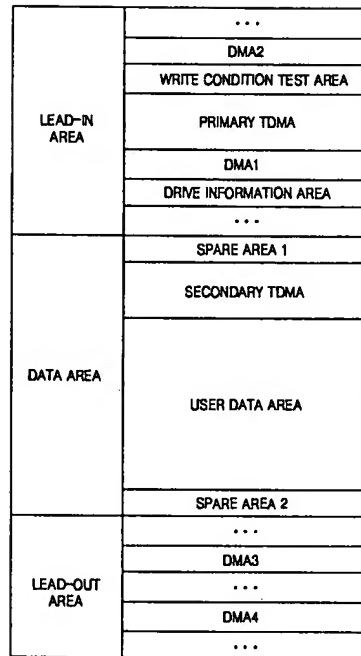 ...
DMA2
WRITE CONDITION TEST AREA
LEAD-IN
AREA
PRIMARY TDMA
DMA1
DRIVE INFORMATION AREA
...
SPARE AREA 1
SECONDARY TDMA
DATA AREA
USER DATA AREA
SPARE AREA 2
...
DMA3
LEAD-OUT
AREA
...
DMA4
...